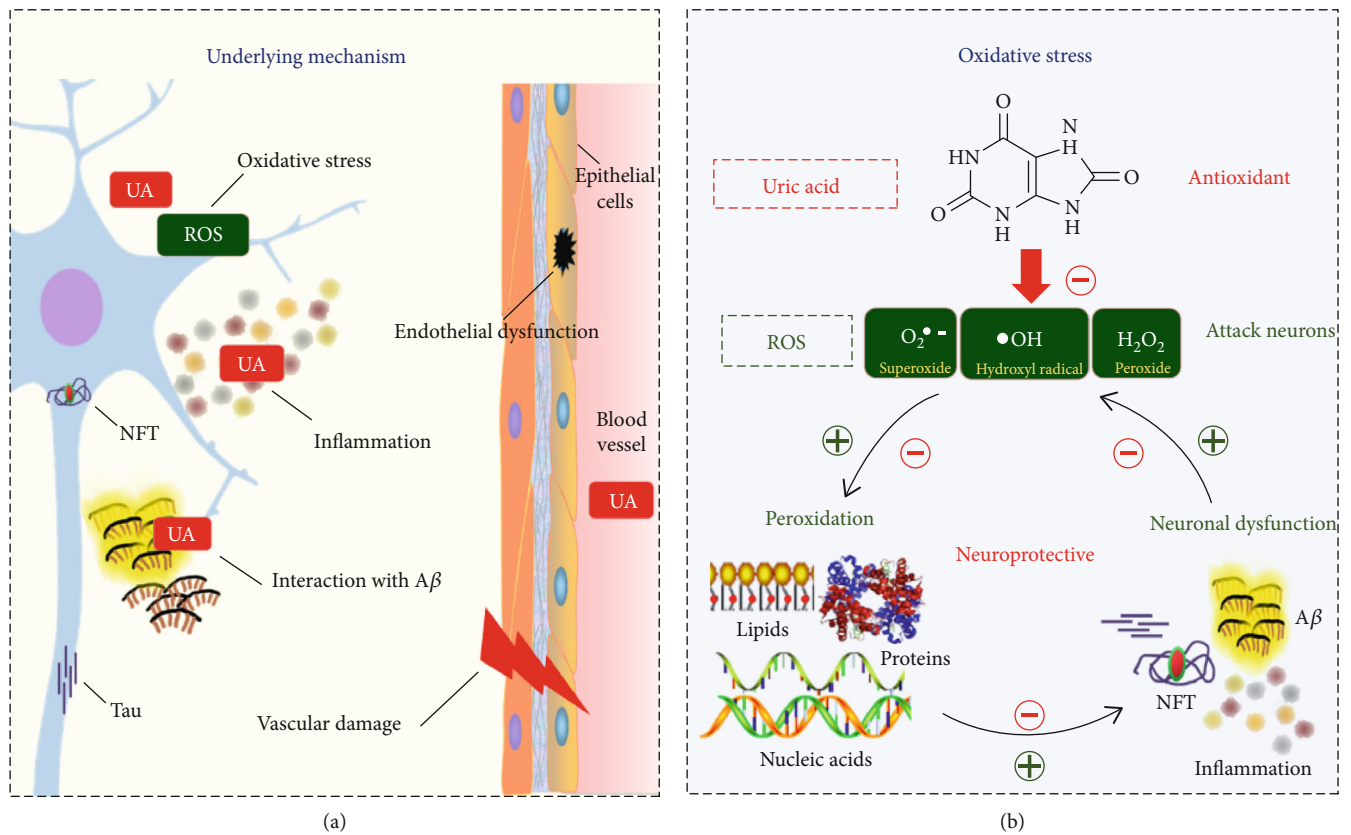 Underlying mechanism
Oxidative stress
UA
ROS
Epithelial
cells
Endothelial dysfunction
UA
NFT
Inflammation
Blood
vessel
UA
UA
Interaction with Aβ
Tau
Vascular damage
(a)
Oxidative stress
O
N
HN
H
O
O
N
H
N
H
Uric acid
Antioxidant
−
ROS
O₂•−
Superoxide
•OH
Hydroxyl radical
H₂O₂
Peroxide
Attack neurons
+
−
−
+
Peroxidation
Neuronal dysfunction
Neuroprotective
Lipids
Proteins
Aβ
NFT
Nucleic acids
−
+
Inflammation
(b)